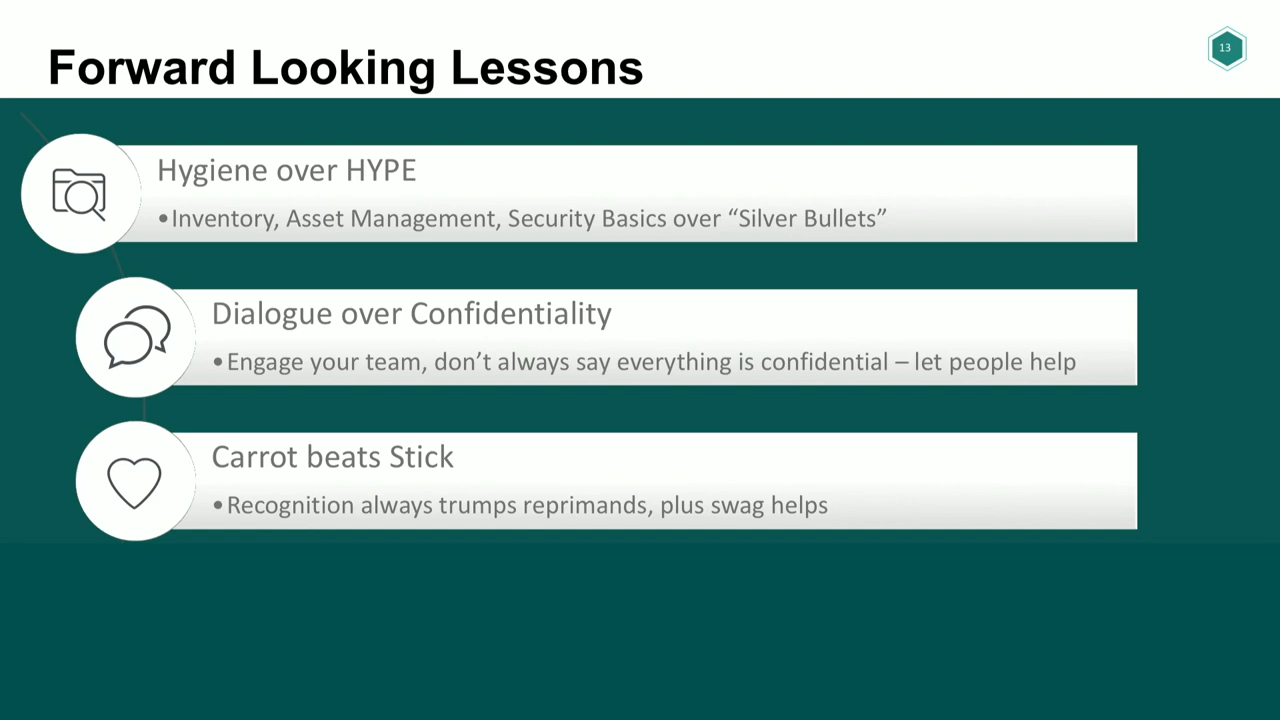 Forward Looking Lessons
13
Hygiene over HYPE
•Inventory, Asset Management, Security Basics over “Silver Bullets”
Dialogue over Confidentiality
•Engage your team, don’t always say everything is confidential – let people help
Carrot beats Stick
•Recognition always trumps reprimands, plus swag helps